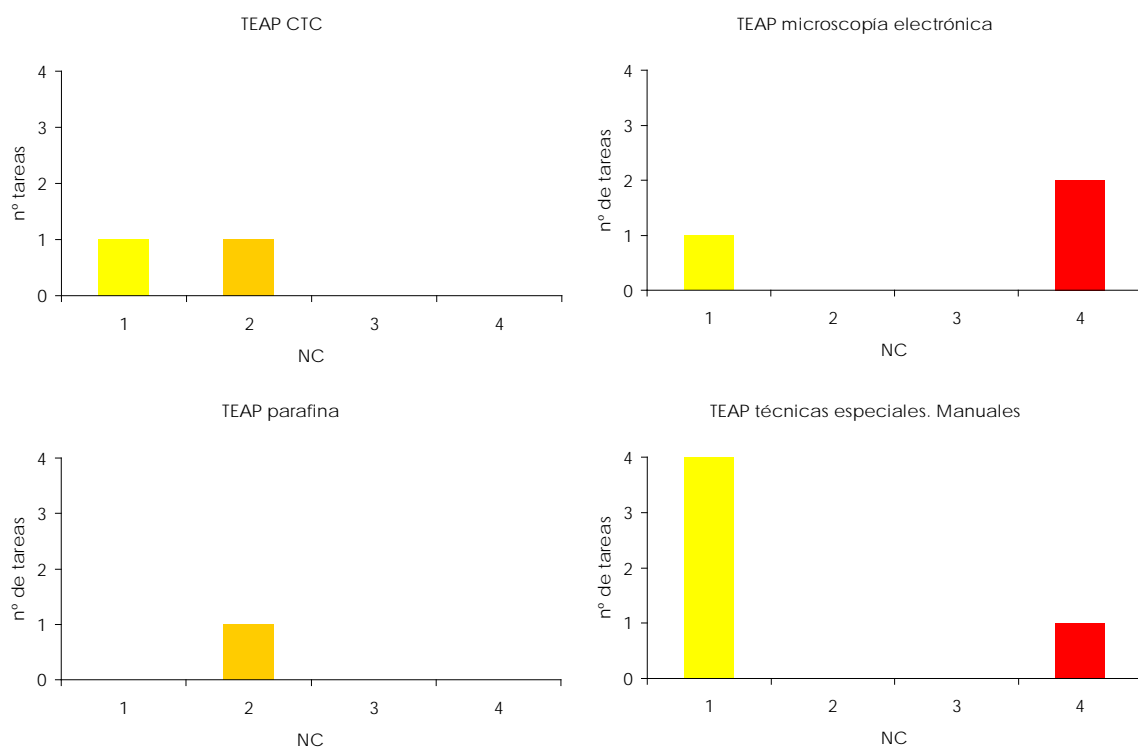 TEAP CTC
4
3
2
1
0
nº tareas
1 2 3 4
NC
TEAP microscopía electrónica
4
3
2
1
0
nº de tareas
1 2 3 4
NC
TEAP parafina
4
3
2
1
0
nº de tareas
1 2 3 4
NC
TEAP técnicas especiales. Manuales
4
3
2
1
0
nº de tareas
1 2 3 4
NC